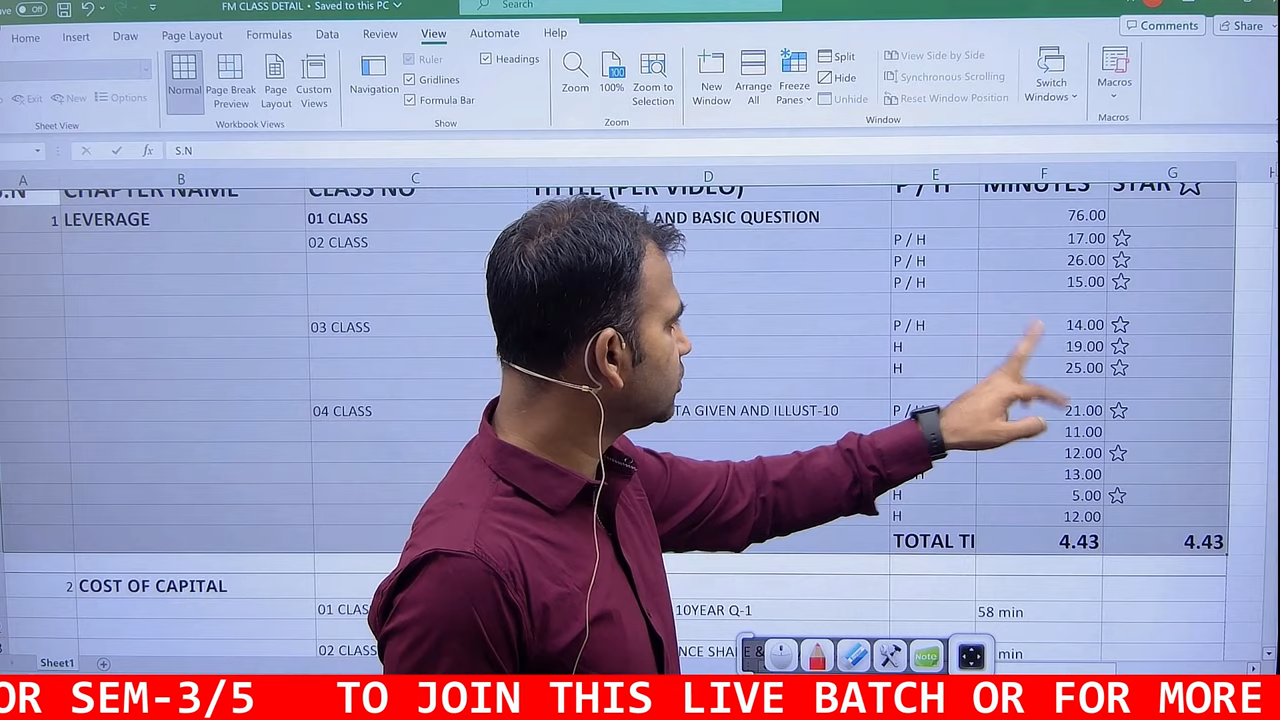 Off
FM CLASS DETAIL • Saved to this PC
Search
Home Insert Draw Page Layout Formulas Data Review View Automate Help
Comments Share
Exit New Options
Sheet View
Normal Page Break Preview Page Layout Custom Views
Workbook Views
Navigation
Ruler Headings
Gridlines
Formula Bar
Show
Zoom 100% Zoom to Selection
Zoom
New Window Arrange All Freeze Panes
Split
Hide
Unhide
View Side by Side
Synchronous Scrolling
Reset Window Position
Window
Switch Windows
Macros
Macros
fx S.N
A B C D E F G
S.N CHAPTER NAME CLASS NO TITTLE (PER VIDEO) P / H MINUTES STAR
1 LEVERAGE 01 CLASS AND BASIC QUESTION 76.00
02 CLASS P / H 17.00
P / H 26.00
P / H 15.00
03 CLASS P / H 14.00
H 19.00
H 25.00
04 CLASS TA GIVEN AND ILLUST-10 P / 21.00
11.00
12.00
H 13.00
H 5.00
H 12.00
TOTAL TI 4.43 4.43
2 COST OF CAPITAL
01 CLAS 10YEAR Q-1 58 min
02 CLASS NCE SHARE & min
Note
Sheet1
OR SEM-3/5 TO JOIN THIS LIVE BATCH OR FOR MORE